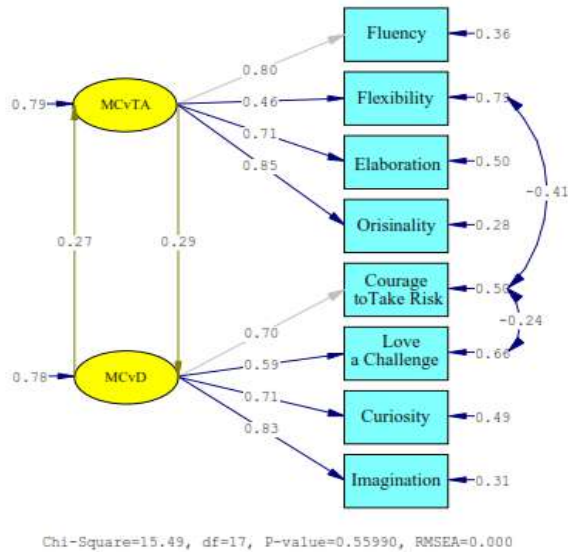 Fluency
0.36
0.80
0.79
MCvTA
0.46
Flexibility
0.79
0.71
Elaboration
0.50
0.85
-0.41
Orisinality
0.28
0.27
0.29
Courage
toTake Risk
0.50
0.70
-0.24
Love
a Challenge
0.66
0.59
0.78
MCvD
0.71
Curiosity
0.49
0.83
Imagination
0.31
Chi-Square=15.49, df=17, P-value=0.55990, RMSEA=0.000